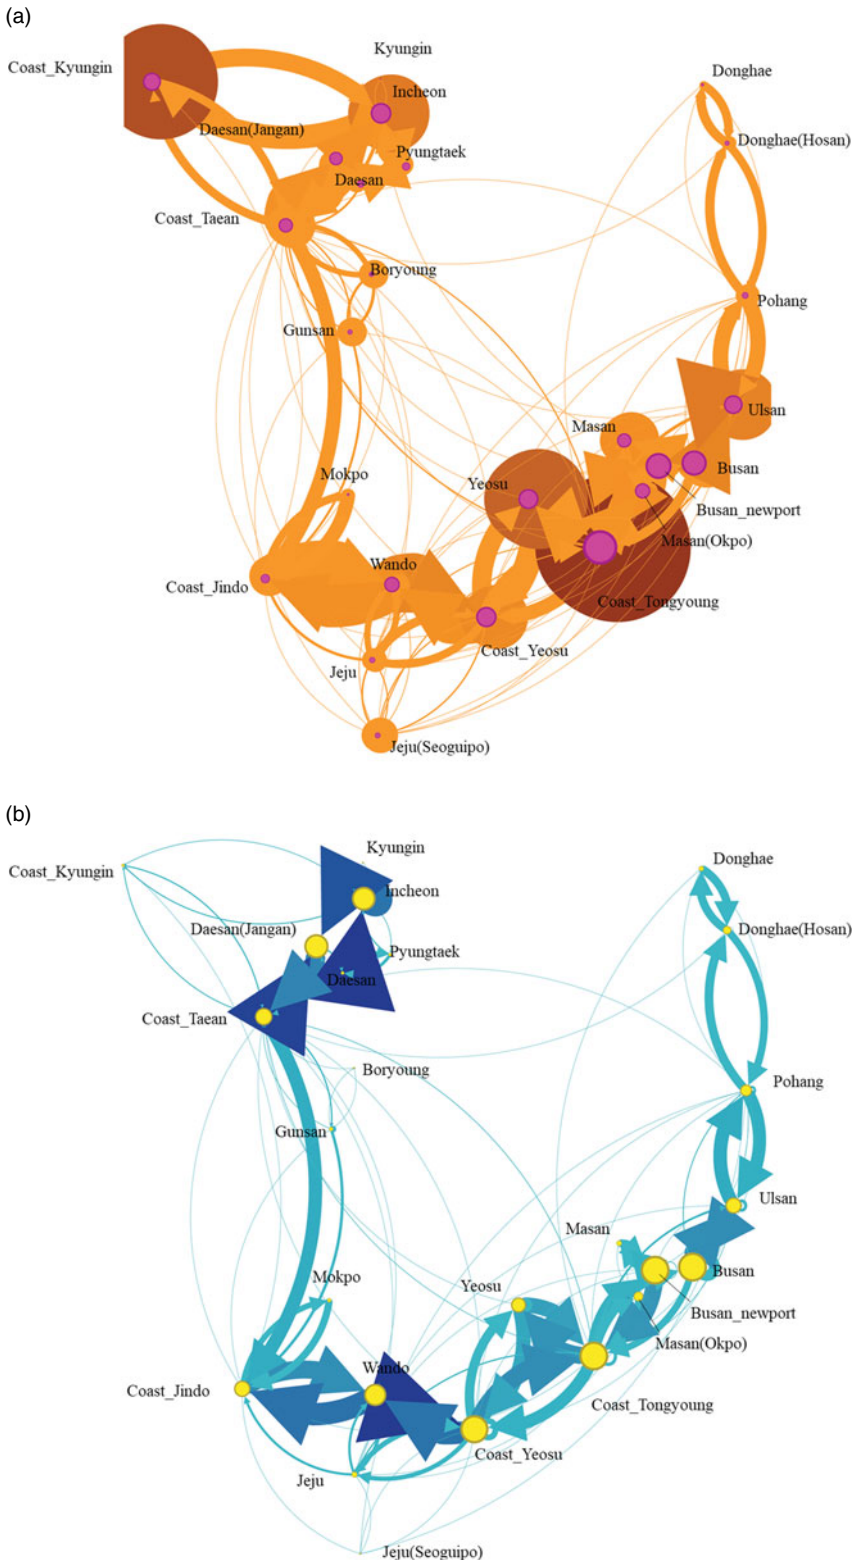 (a)
Kyungin
Coast_Kyungin
Donghae
Incheon
Daesan(Jangan)
Donghae(Hosan)
Pyungtaek
Daesan
Coast_Taean
Boryoung
Pohang
Gunsan
Ulsan
Masan
Busan
Mokpo
Yeosu
Busan_newport
Masan(Okpo)
Wando
Coast_Jindo
Coast_Tongyoung
Coast_Yeosu
Jeju
Jeju(Seoguipo)
(b)
Kyungin
Donghae
Coast_Kyungin
Incheon
Daesan(Jangan)
Donghae(Hosan)
Pyungtaek
Daesan
Coast_Taean
Boryoung
Pohang
Gunsan
Ulsan
Masan
Busan
Mokpo
Yeosu
Busan_newport
Masan(Okpo)
Wando
Coast_Jindo
Coast_Tongyoung
Coast_Yeosu
Jeju
Jeju(Seoguipo)